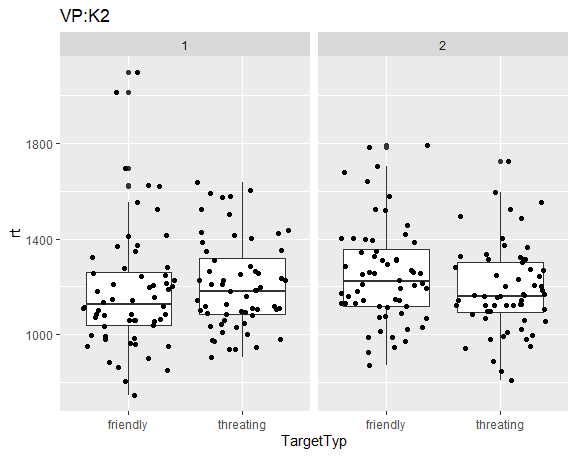 VP:K2
1 2
rt
1800
1400
1000
friendly threating friendly threating
TargetTyp